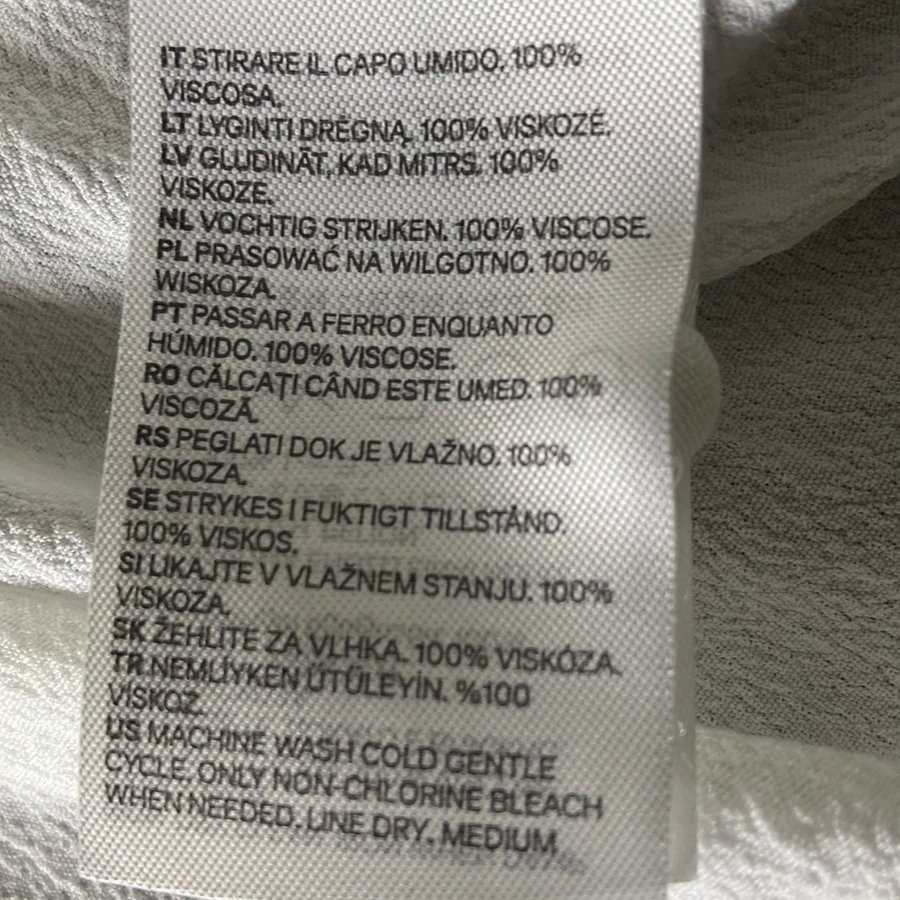 IT STIRARE IL CAPO UMIDO. 100%
VISCOSA.
LT LYGINTI DRĖGNĄ. 100% VISKOZĖ.
LV GLUDINĀT, KAD MITRS. 100%
VISKOZE.
NL VOCHTIG STRIJKEN. 100% VISCOSE.
PL PRASOWAĆ NA WILGOTNO. 100%
WISKOZA.
PT PASSAR A FERRO ENQUANTO
HÚMIDO. 100% VISCOSE.
RO CĂLCAȚI CÂND ESTE UMED. 100%
VISCOZĂ.
RS PEGLATI DOK JE VLAŽNO. 100%
VISKOZA.
SE STRYKES I FUKTIGT TILLSTÅND.
100% VISKOS.
SI LIKAJTE V VLAŽNEM STANJU. 100%
VISKOZA.
SK ŽEHLITE ZA VLHKA. 100% VISKÓZA.
TR NEMLİYKEN ÜTÜLEYİN. %100
VİSKOZ.
US MACHINE WASH COLD GENTLE
CYCLE. ONLY NON-CHLORINE BLEACH
WHEN NEEDED. LINE DRY. MEDIUM